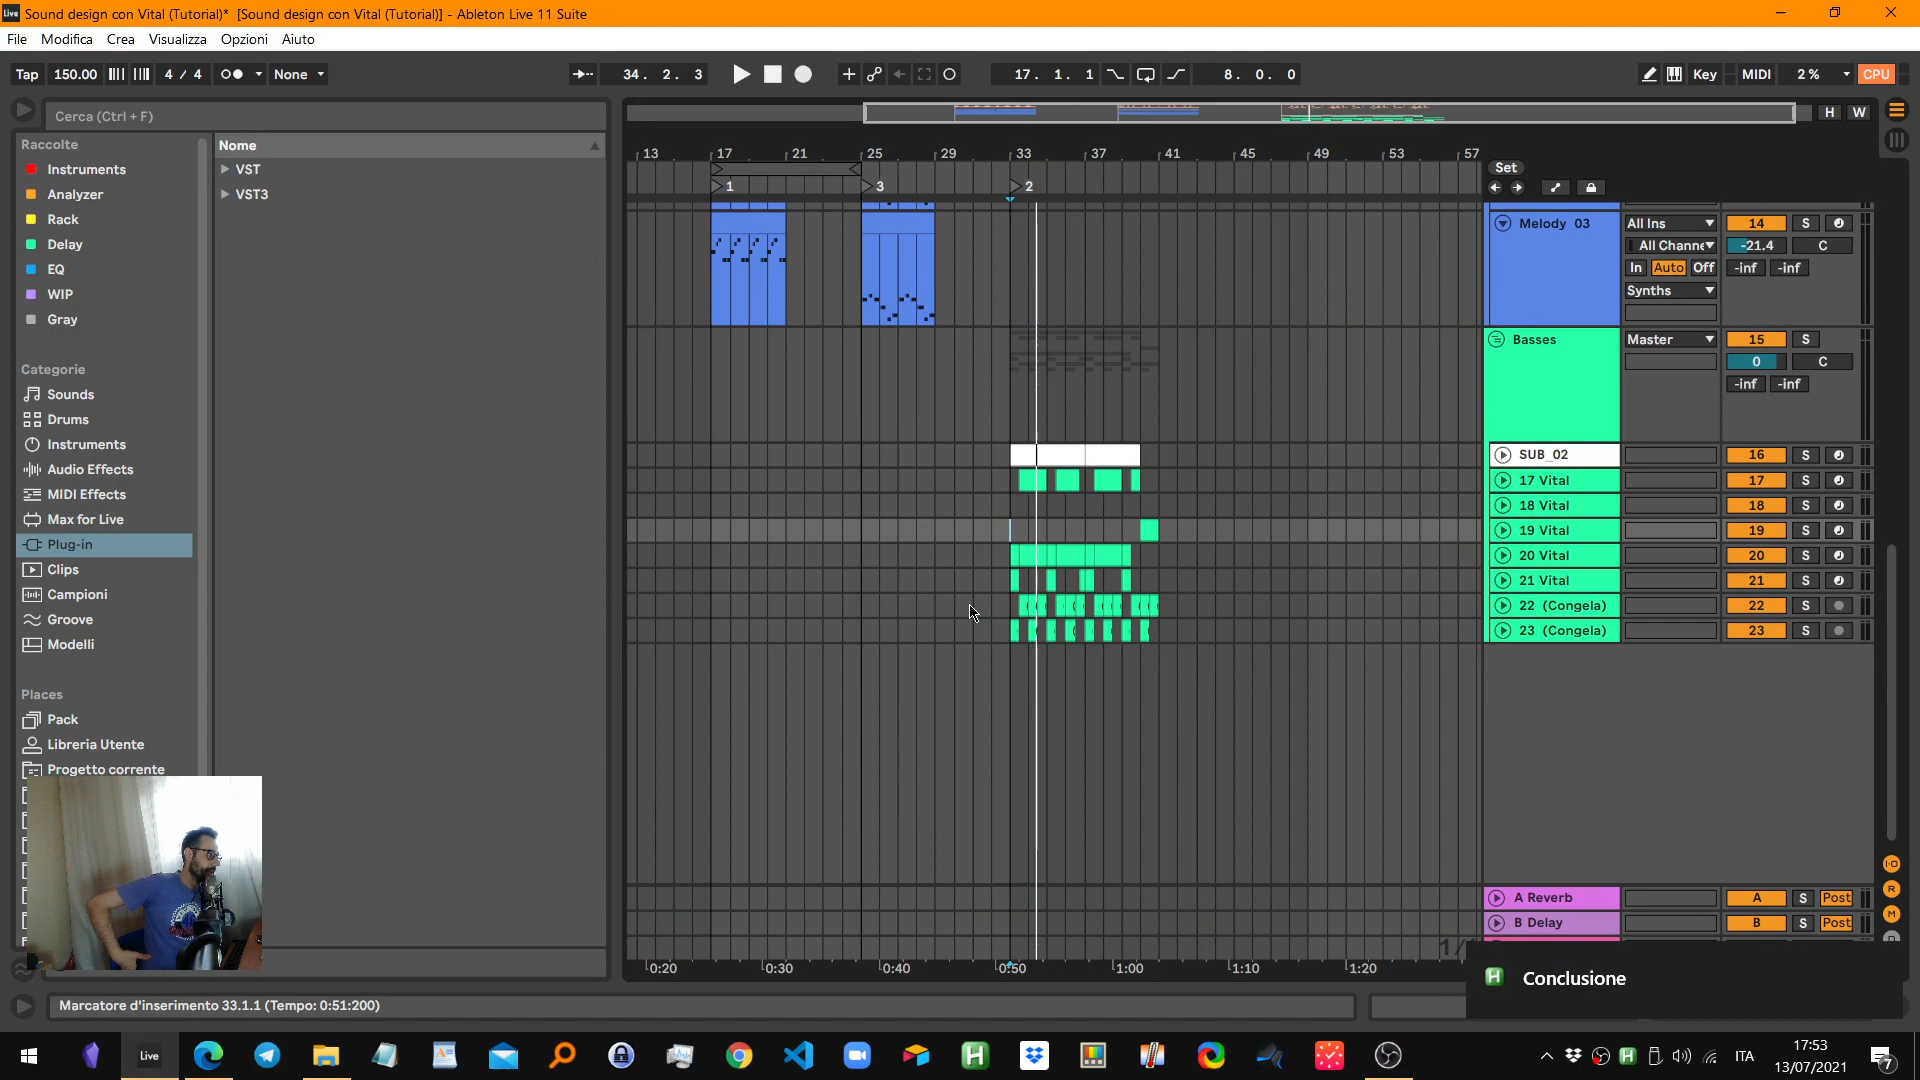 Live Sound design con Vital (Tutorial)* [Sound design con Vital (Tutorial)] - Ableton Live 11 Suite
File Modifica Crea Visualizza Opzioni Aiuto
Tap 150.00 4 / 4 None 34. 2. 3 17. 1. 1 8. 0. 0 Key MIDI 2 % CPU
Cerca (Ctrl + F)
H W
Raccolte
Nome
Instruments
VST
Analyzer
VST3
Rack
Delay
EQ
WIP
Gray
Categorie
Sounds
Drums
Instruments
Audio Effects
MIDI Effects
Max for Live
Plug-in
Clips
Campioni
Groove
Modelli
Places
Pack
Libreria Utente
Progetto corrente
13 17 21 25 29 33 37 41 45 49 53 57
Set
1 3 2
Melody 03 All Ins 14 S
All Channe -21.4 C
In Auto Off -inf -inf
Synths
Basses Master 15 S
0 C
-inf -inf
SUB_02 16 S
17 Vital 17 S
18 Vital 18 S
19 Vital 19 S
20 Vital 20 S
21 Vital 21 S
22 (Congela) 22 S
23 (Congela) 23 S
A Reverb A S Post
B Delay B S Post
I·O
R
M
D
0:20 0:30 0:40 0:50 1:00 1:10 1:20
H Conclusione
Marcatore d'inserimento 33.1.1 (Tempo: 0:51:200)
Live
H
H
ITA
17:53
13/07/2021
7